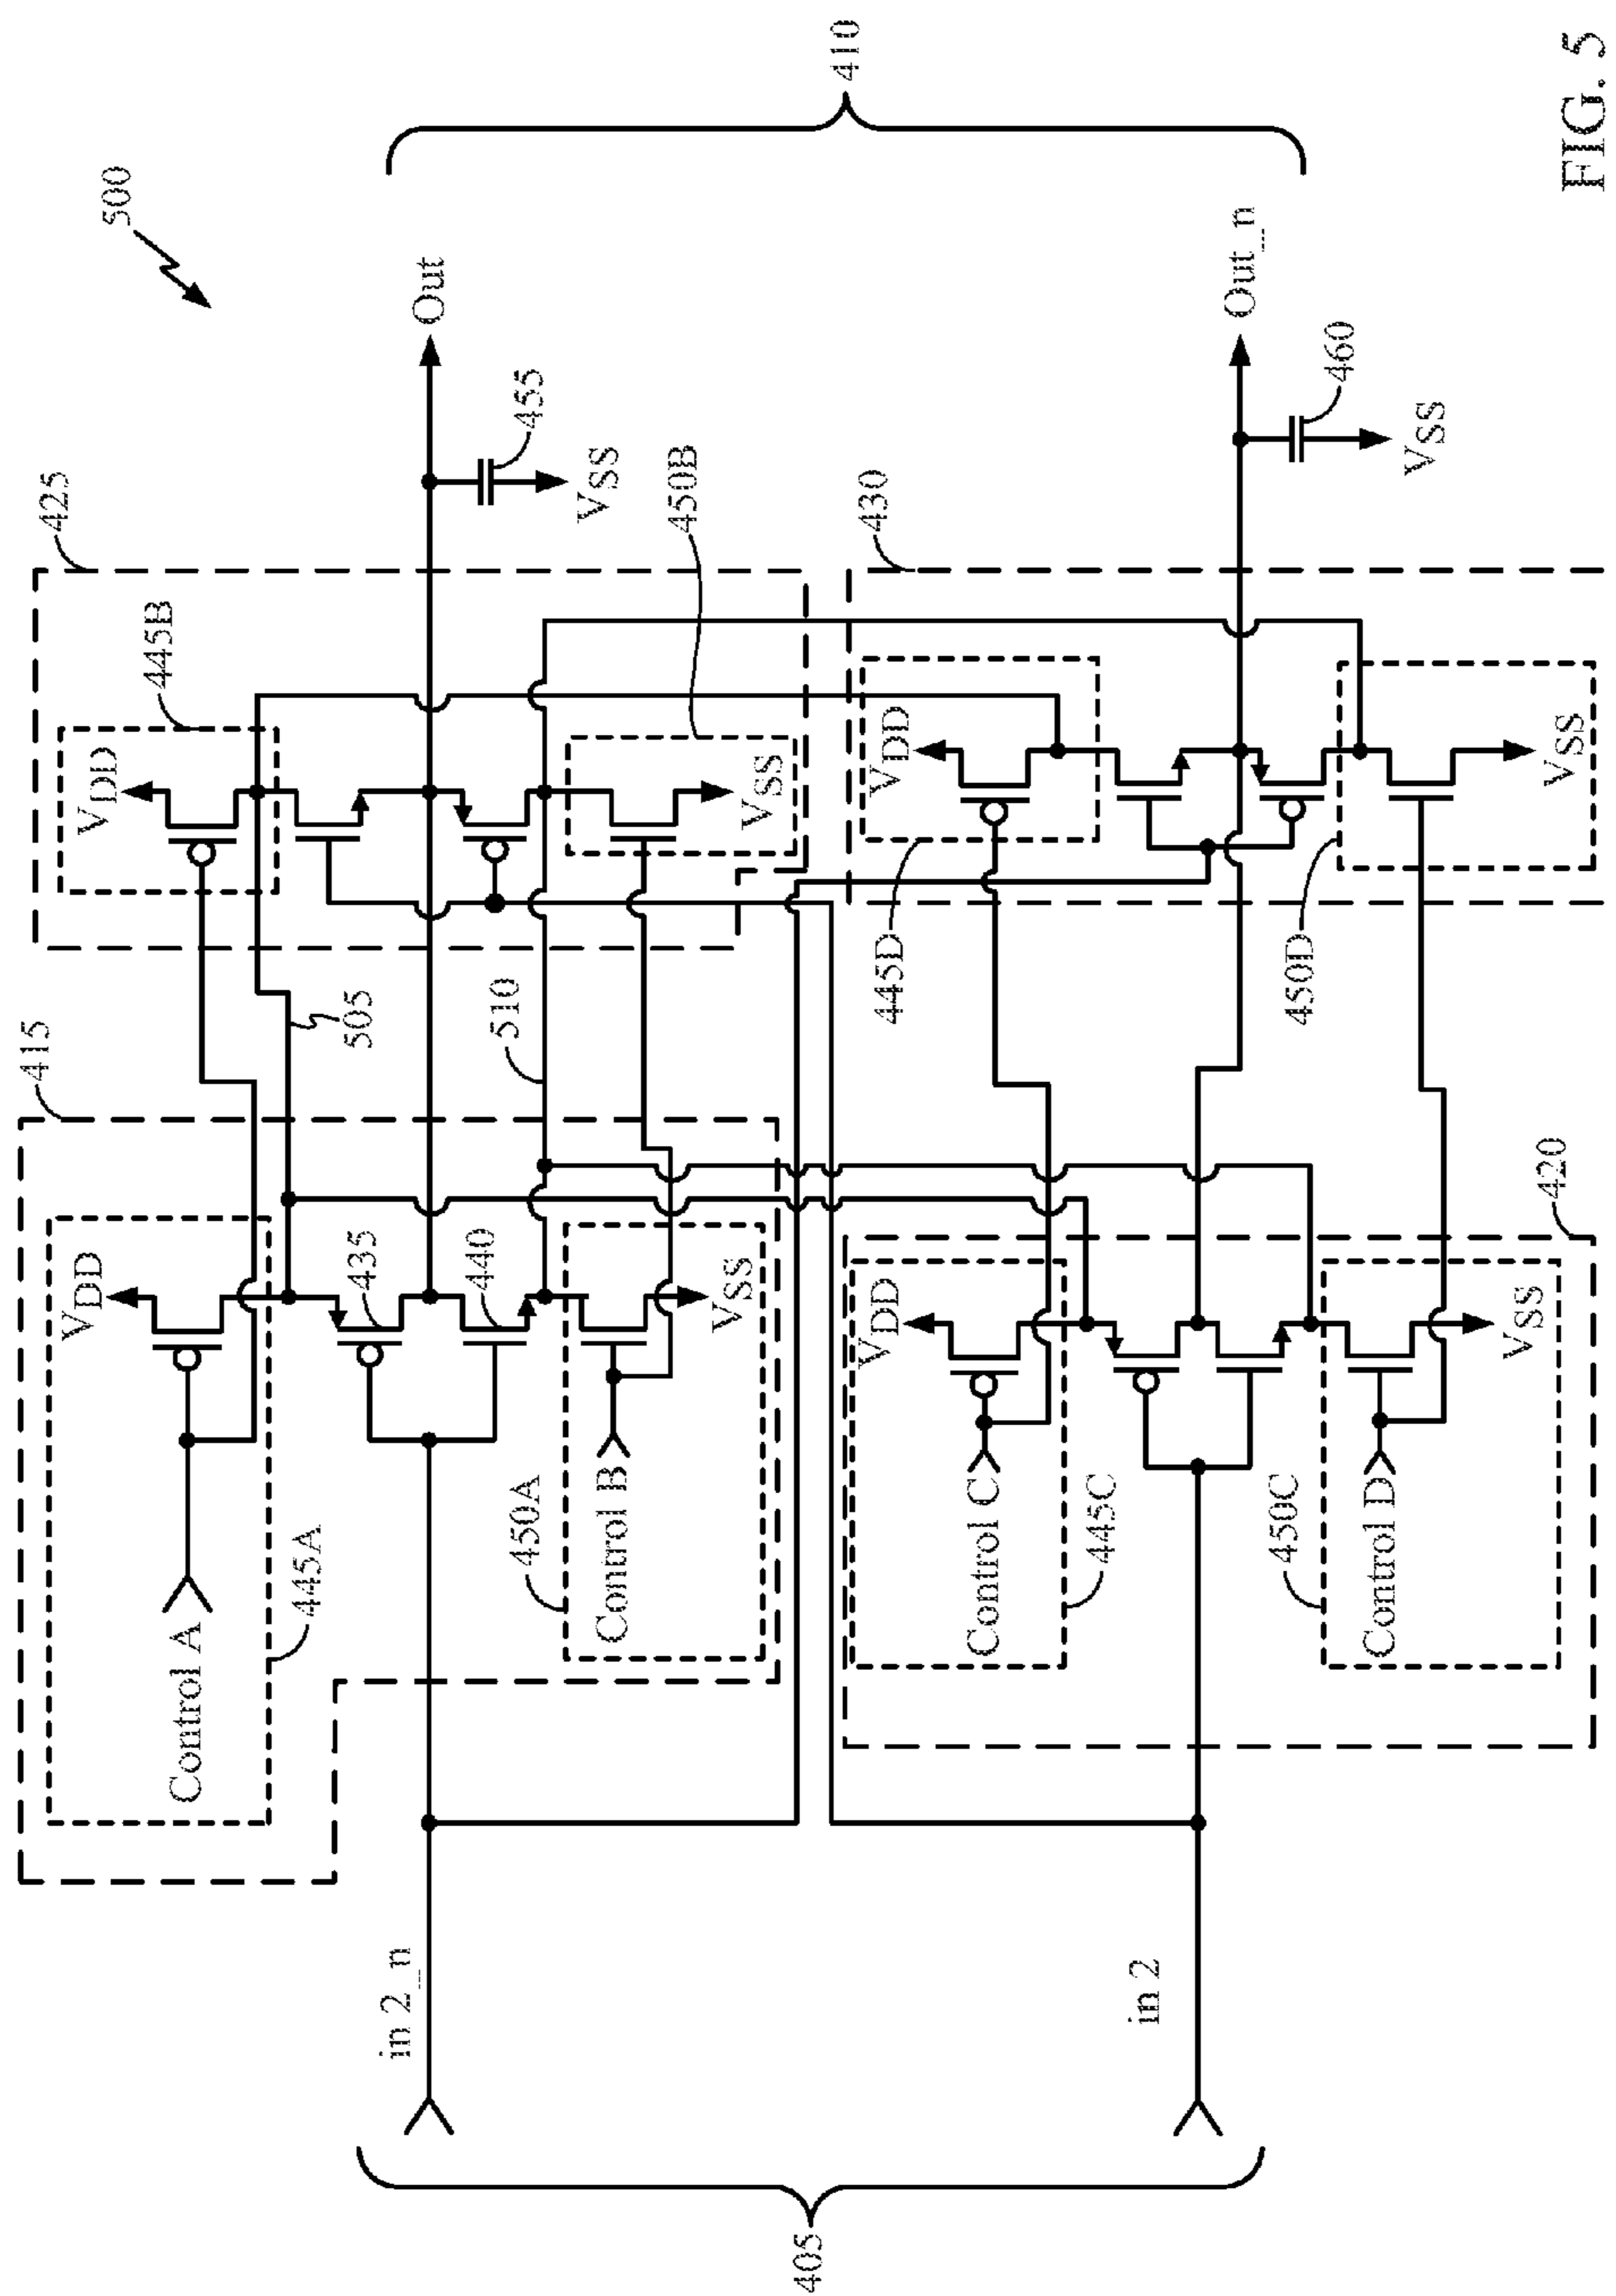 500
410
FIG. 5
415
425
445B
VDD
VDD
Control A
445A
505
Out
455
VSS
435
440
510
450A
Control B
VSS
VSS
450B
in 2_n
405
430
VDD
445D
VDD
Control C
445C
Out_n
460
VSS
in 2
450C
Control D
VSS
450D
VSS
420